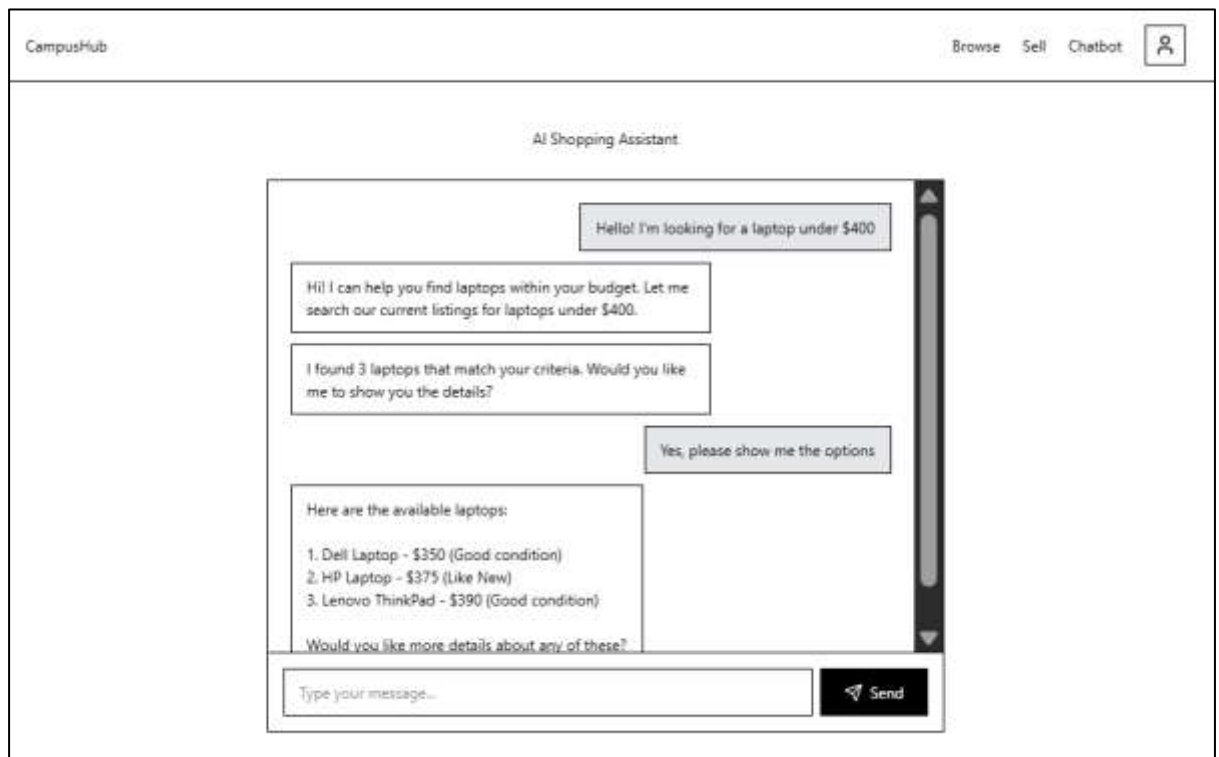 CampusHub
Browse Sell Chatbot
AI Shopping Assistant
Hello! I'm looking for a laptop under $400
Hi! I can help you find laptops within your budget. Let me
search our current listings for laptops under $400.
I found 3 laptops that match your criteria. Would you like
me to show you the details?
Yes, please show me the options
Here are the available laptops:
1. Dell Laptop - $350 (Good condition)
2. HP Laptop - $375 (Like New)
3. Lenovo ThinkPad - $390 (Good condition)
Would you like more details about any of these?
Type your message...
Send